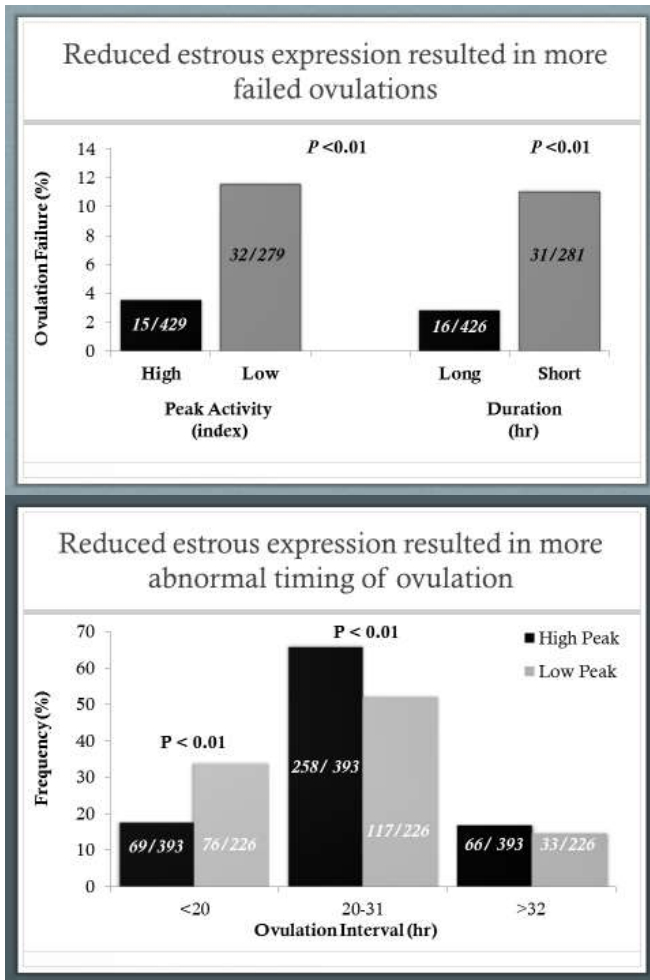 Reduced estrous expression resulted in more
failed ovulations
14
12
10
8
6
4
2
0
Ovulation Failure (%)
P <0.01
P <0.01
15/429
32/279
16/426
31/281
High
Low
Long
Short
Peak Activity
(index)
Duration
(hr)
Reduced estrous expression resulted in more
abnormal timing of ovulation
70
60
50
40
30
20
10
0
Frequency (%)
P < 0.01
P < 0.01
High Peak
Low Peak
69/393
76/226
258/ 393
117/226
66/ 393
33/226
<20
20-31
>32
Ovulation Interval (hr)